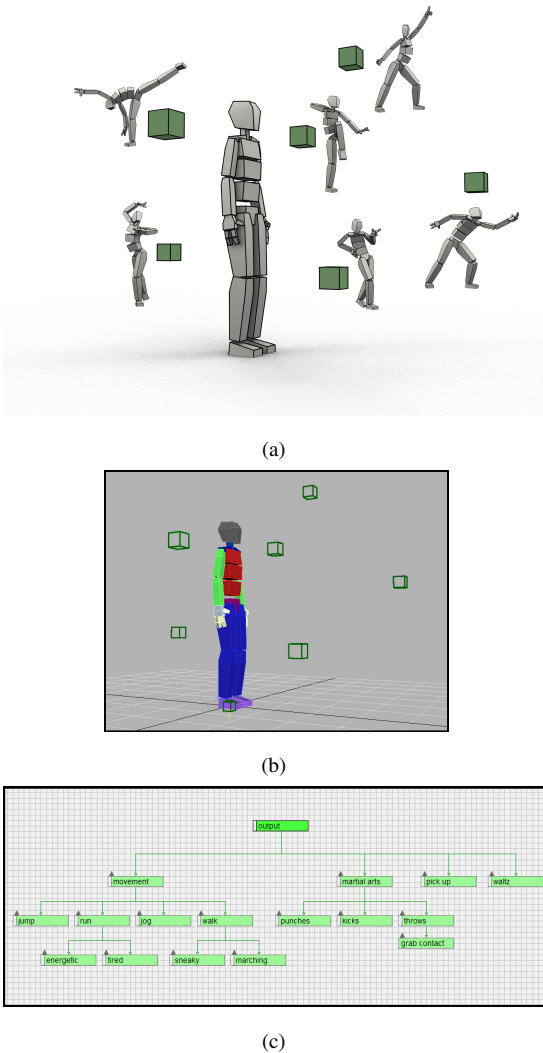 (a)
(b)
output
movement
martial arts
pick up
waltz
jump
run
jog
walk
punches
kicks
throws
grab contact
energetic
tired
sneaky
marching
(c)